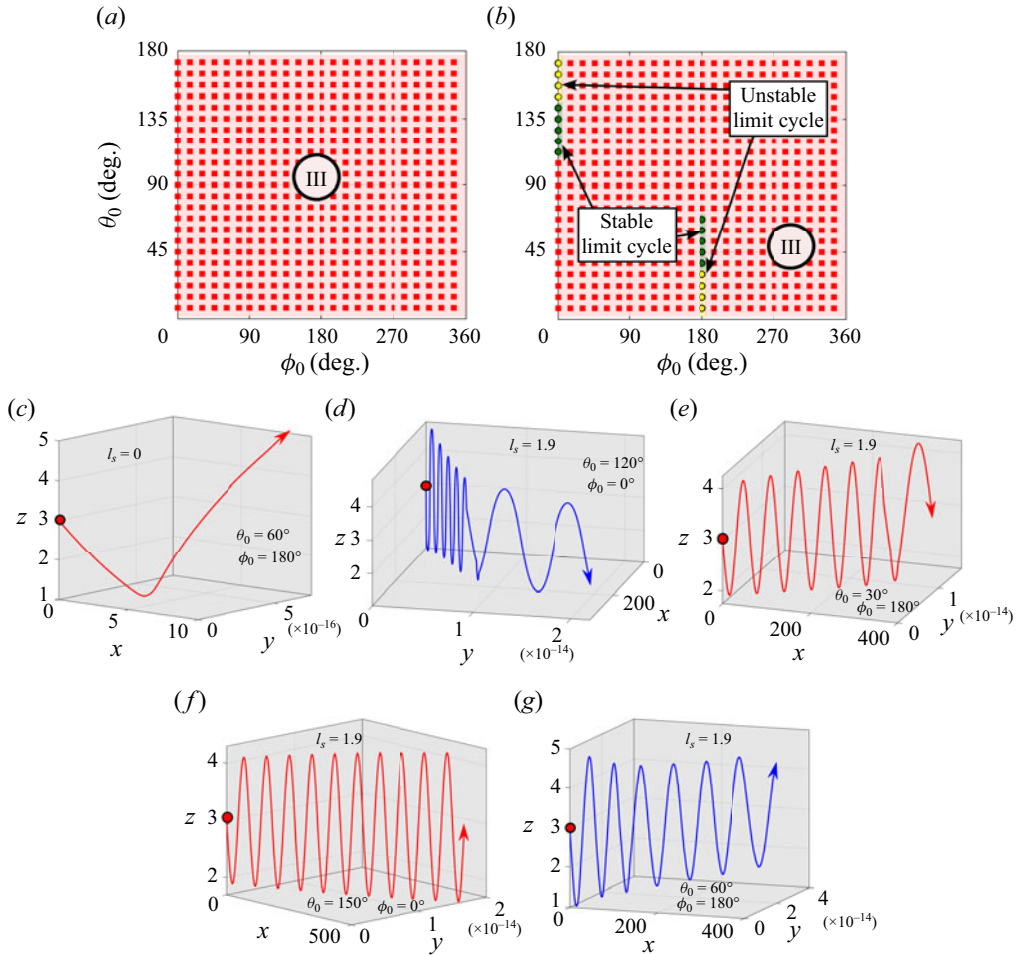 (a)
180
135
90
45
0
90
180
270
360
θ0 (deg.)
ϕ0 (deg.)
III
(b)
180
135
90
45
0
90
180
270
360
ϕ0 (deg.)
Unstable
limit cycle
Stable
limit cycle
III
(c)
5
4
3
2
1
z
ls = 0
θ0 = 60°
ϕ0 = 180°
0
5
10
x
0
5
y
(×10–16)
(d)
4
3
2
z
ls = 1.9
θ0 = 120°
ϕ0 = 0°
0
1
2
y
(×10–14)
0
200
x
(e)
4
3
2
z
ls = 1.9
θ0 = 30°
ϕ0 = 180°
0
200
400
x
0
1
y
(×10–14)
(f)
4
3
2
z
ls = 1.9
θ0 = 150°
ϕ0 = 0°
0
500
x
0
1
2
y
(×10–14)
(g)
5
4
3
2
1
z
ls = 1.9
θ0 = 60°
ϕ0 = 180°
0
200
400
x
0
2
4
y
(×10–14)